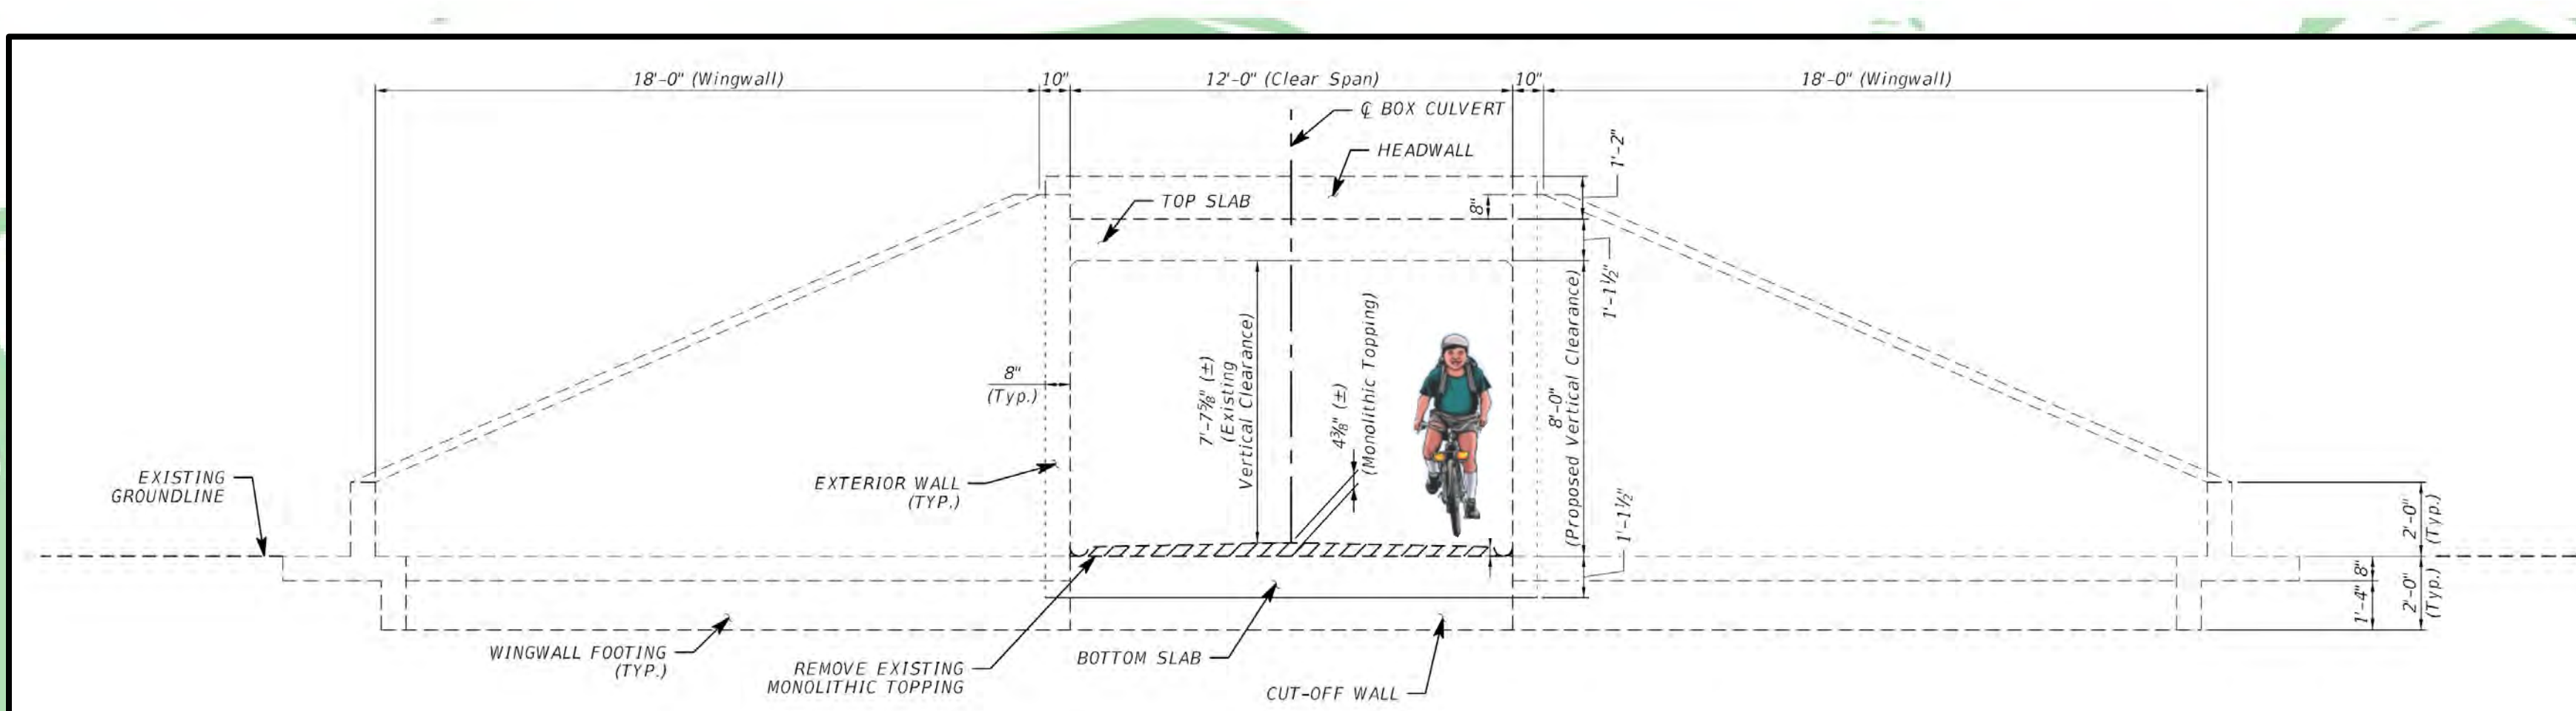 18'-0" (Wingwall)
10"
12'-0" (Clear Span)
10"
18'-0" (Wingwall)
℄ BOX CULVERT
HEADWALL
1'-2"
TOP SLAB
8"
1'-1½"
8"
(Typ.)
7'-7⅝" (±)
(Existing
Vertical Clearance)
4⅜" (±)
(Monolithic Topping)
8'-0"
(Proposed Vertical Clearance)
EXISTING
GROUNDLINE
EXTERIOR WALL
(TYP.)
1'-1½"
2'-0"
(Typ.)
8"
1'-4"
2'-0"
(Typ.)
WINGWALL FOOTING
(TYP.)
REMOVE EXISTING
MONOLITHIC TOPPING
BOTTOM SLAB
CUT-OFF WALL